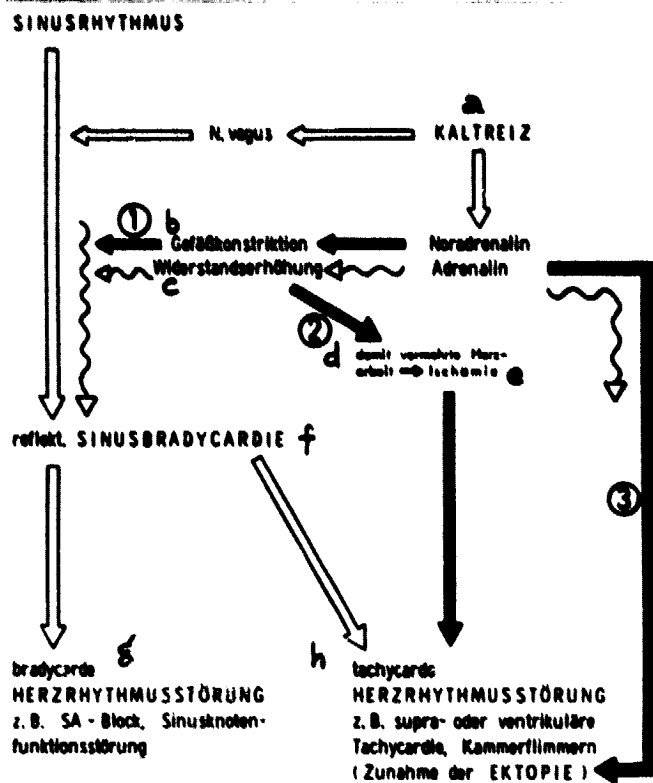 SINUSRHYTHMUS
a
N. vagus KALTREIZ
① b
Gefäßkonstriktion Noradrenalin
Widerstandserhöhung Adrenalin
c
② d damit vermehrte Herz-
arbeit ⇒ Ischämie e
reflekt. SINUSBRADYCARDIE f
③
g h
bradycarde tachycarde
HERZRHYTHMUSSTÖRUNG HERZRHYTHMUSSTÖRUNG
z. B. SA - Block, Sinusknoten- z. B. supra- oder ventrikuläre
funktionsstörung Tachycardie, Kammerflimmern
(Zunahme der EKTOPIE)